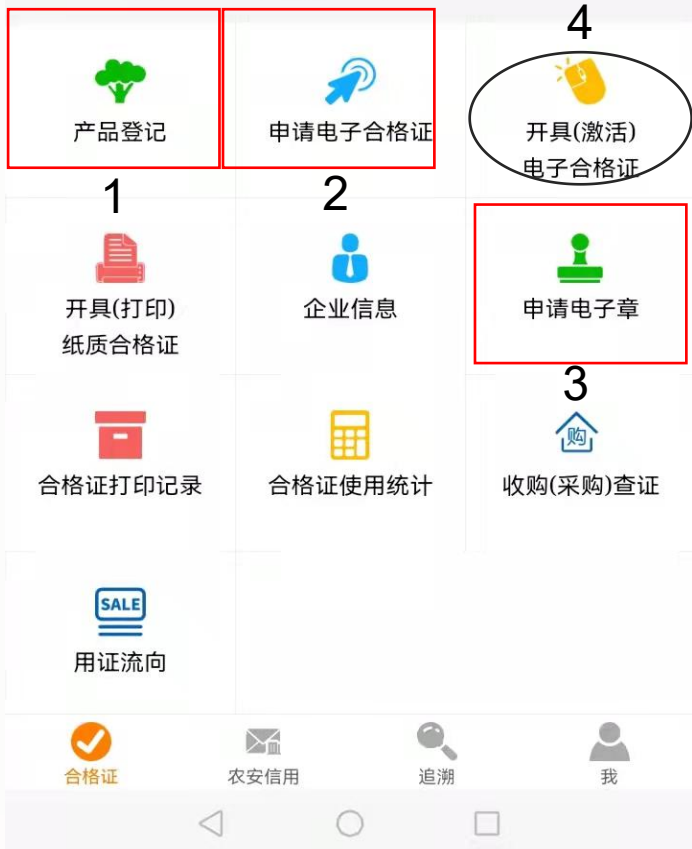 4
产品登记
申请电子合格证
开具(激活)
电子合格证
1
2
开具(打印)
纸质合格证
企业信息
申请电子章
3
合格证打印记录
合格证使用统计
购
收购(采购)查证
SALE
用证流向
合格证
农安信用
追溯
我